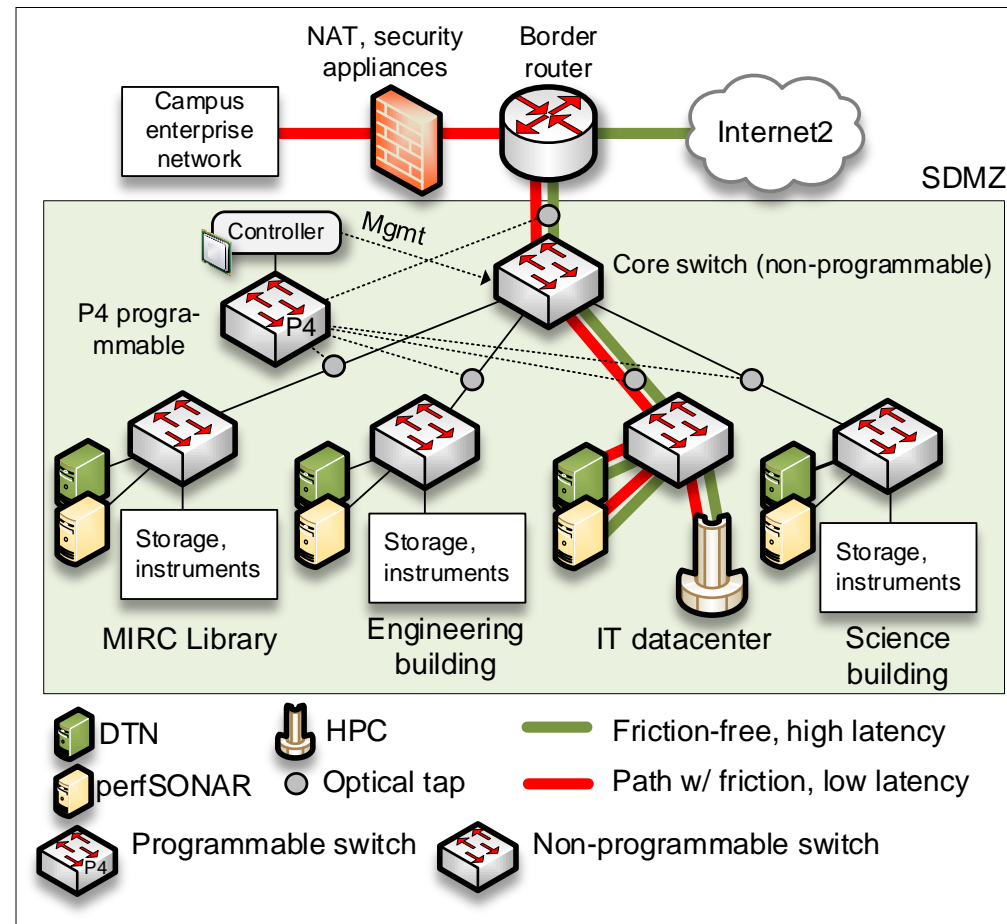 NAT, security
appliances
Border
router
Campus
enterprise
network
Internet2
SDMZ
Controller
Mgmt
Core switch (non-programmable)
P4 progra-
mmable
P4
Storage,
instruments
Storage,
instruments
Storage,
instruments
MIRC Library
Engineering
building
IT datacenter
Science
building
DTN
HPC
Friction-free, high latency
perfSONAR
Optical tap
Path w/ friction, low latency
Programmable switch
P4
Non-programmable switch